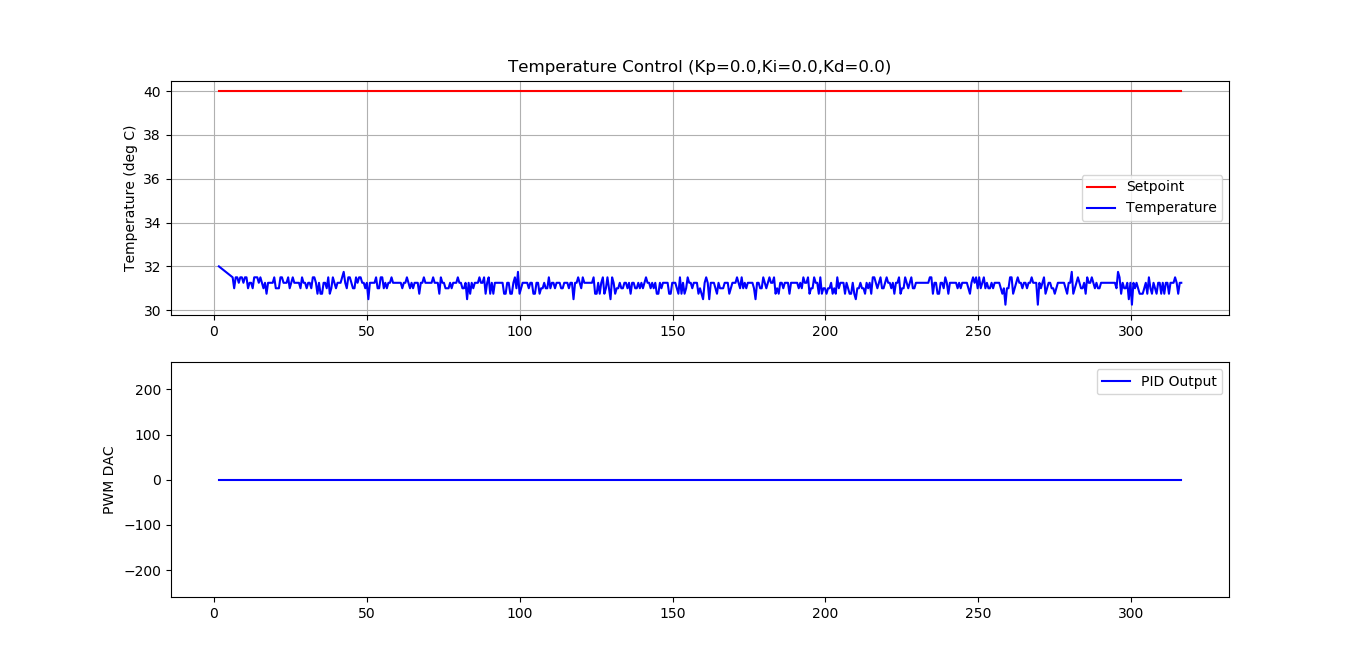 Temperature Control (Kp=0.0,Ki=0.0,Kd=0.0)
Temperature (deg C)
40
38
36
34
32
30
Setpoint
Temperature
0 50 100 150 200 250 300
PWM DAC
200
100
0
−100
−200
PID Output
0 50 100 150 200 250 300